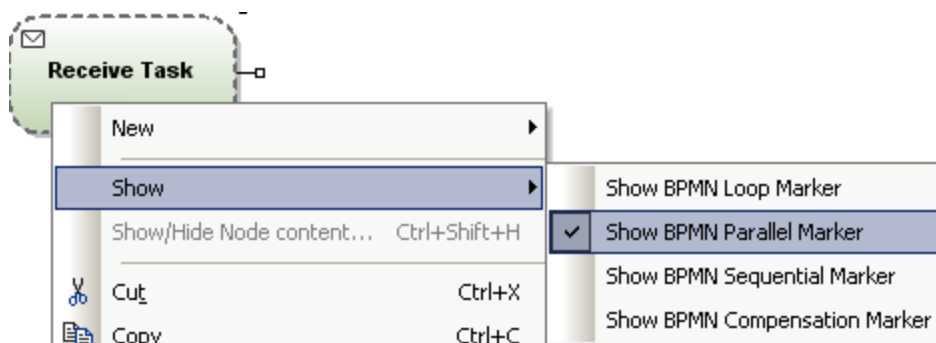 Receive Task
New
Show
Show/Hide Node content... Ctrl+Shift+H
Cut Ctrl+X
Copy Ctrl+C
Show BPMN Loop Marker
Show BPMN Parallel Marker
Show BPMN Sequential Marker
Show BPMN Compensation Marker